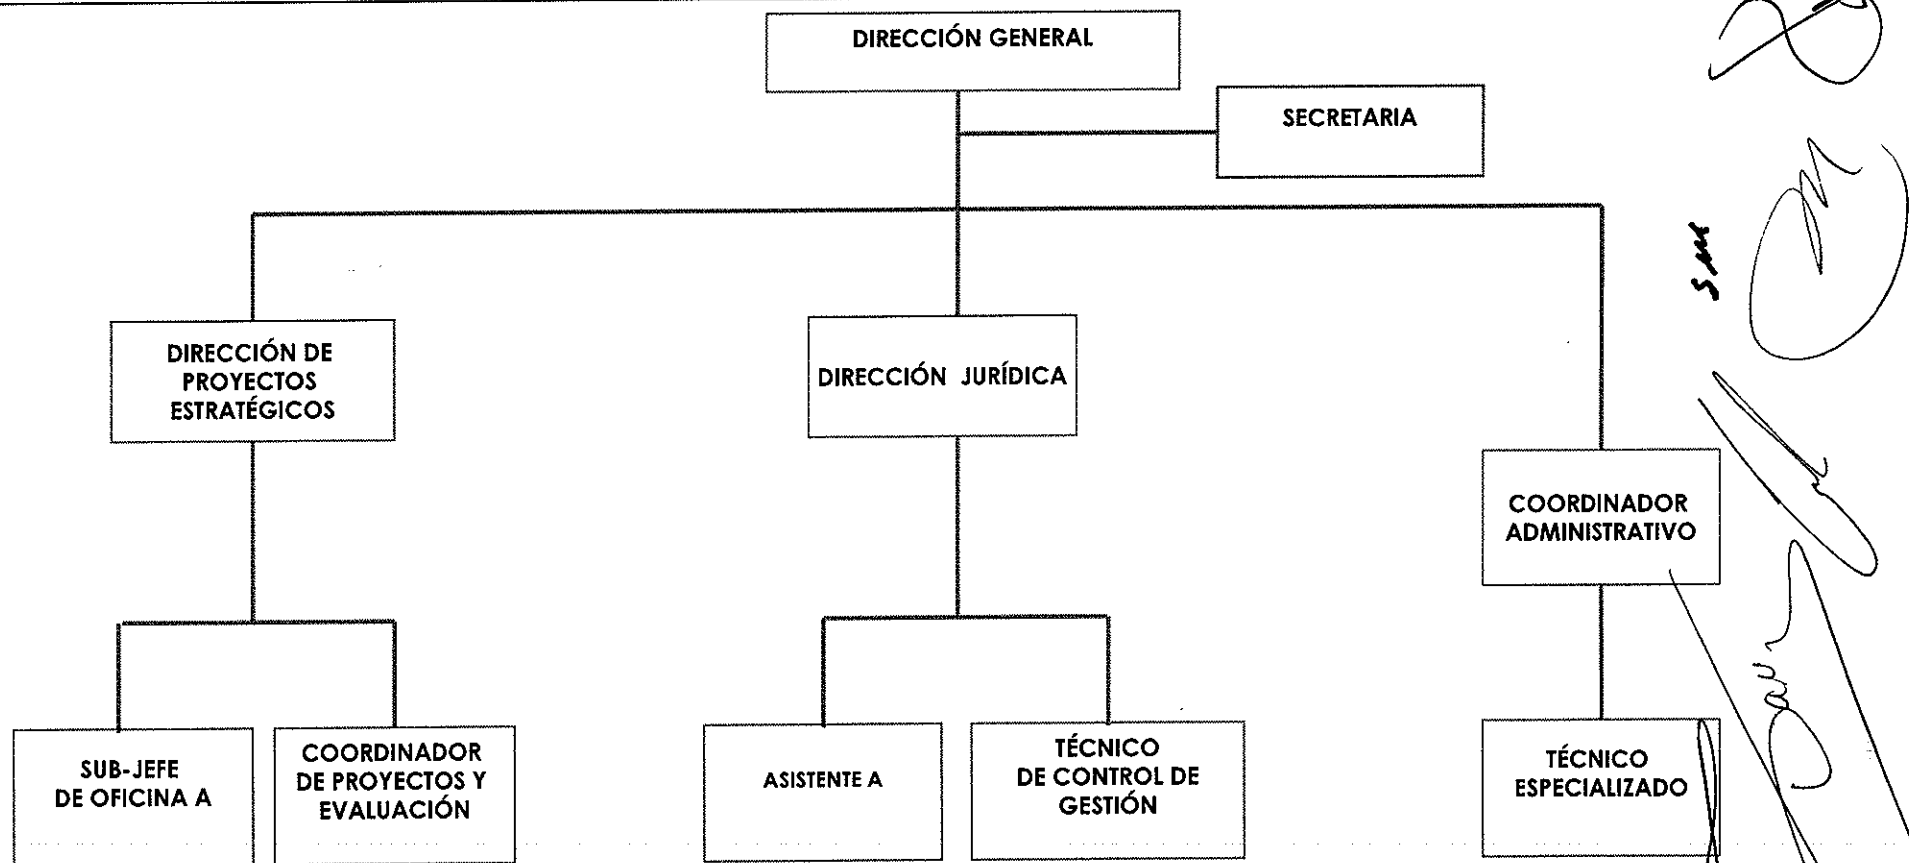 DIRECCIÓN GENERAL
SECRETARIA
DIRECCIÓN DE
PROYECTOS
ESTRATÉGICOS
DIRECCIÓN JURÍDICA
COORDINADOR
ADMINISTRATIVO
SUB-JEFE
DE OFICINA A
COORDINADOR
DE PROYECTOS Y
EVALUACIÓN
ASISTENTE A
TÉCNICO
DE CONTROL DE
GESTIÓN
TÉCNICO
ESPECIALIZADO